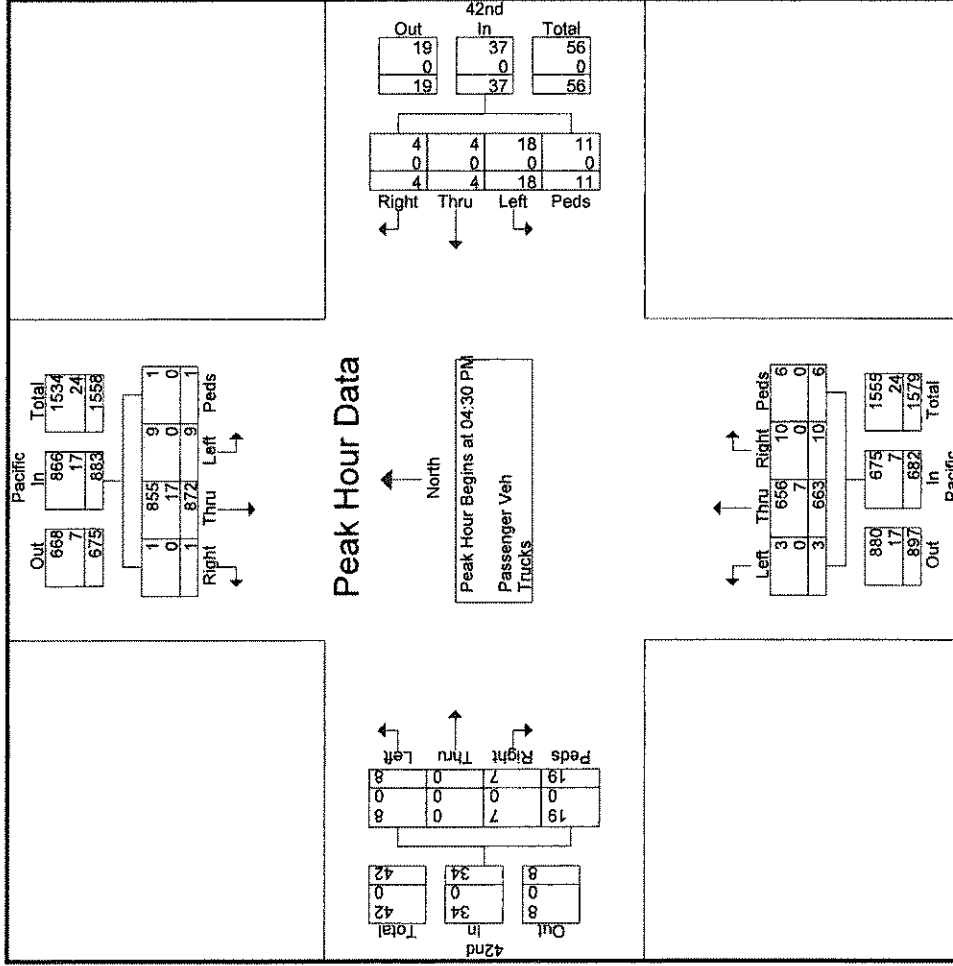 42nd
Out In Total
19 37 56
0 0 0
19 37 56
4 4 18 11
0 0 0 0
4 4 18 11
Right Thru Left Peds
Pacific
Out In Total
668 866 1534
7 17 24
675 883 1558
1 855 9 1
0 17 0 0
1 872 9 1
Right Thru Left Peds
Peak Hour Data
North
Peak Hour Begins at 04:30 PM
Passenger Veh
Trucks
Left Thru Right Peds
3 656 10 6
0 7 0 0
3 663 10 6
880 675 1555
17 7 24
897 682 1579
Out In Total
Pacific
Left Thru Right Peds
8 0 7 19
0 0 0 0
8 0 7 19
42 34 8
0 0 0
42 34 8
Total In Out
42nd